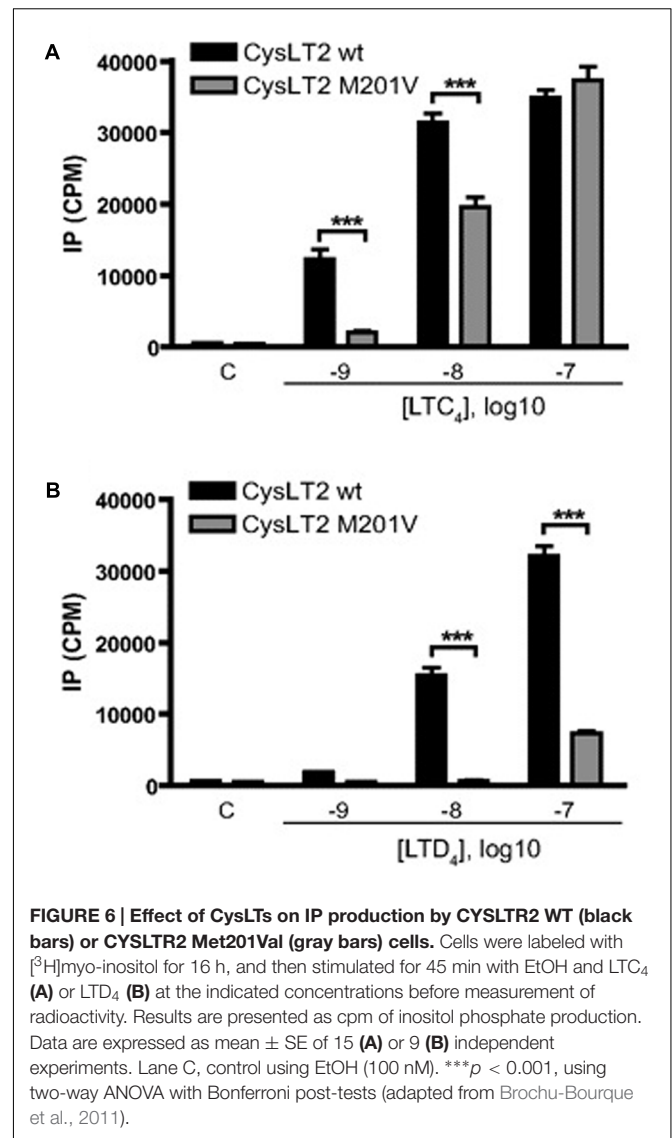 A
CysLT2 wt
CysLT2 M201V
40000
30000
20000
10000
0
IP (CPM)
***
***
C
-9
-8
-7
[LTC4], log10
B
CysLT2 wt
CysLT2 M201V
40000
30000
20000
10000
0
IP (CPM)
***
***
C
-9
-8
-7
[LTD4], log10
FIGURE 6 | Effect of CysLTs on IP production by CYSLTR2 WT (black
bars) or CYSLTR2 Met201Val (gray bars) cells. Cells were labeled with
[³H]myo-inositol for 16 h, and then stimulated for 45 min with EtOH and LTC₄
(A) or LTD₄ (B) at the indicated concentrations before measurement of
radioactivity. Results are presented as cpm of inositol phosphate production.
Data are expressed as mean ± SE of 15 (A) or 9 (B) independent
experiments. Lane C, control using EtOH (100 nM). ***p < 0.001, using
two-way ANOVA with Bonferroni post-tests (adapted from Brochu-Bourque
et al., 2011).